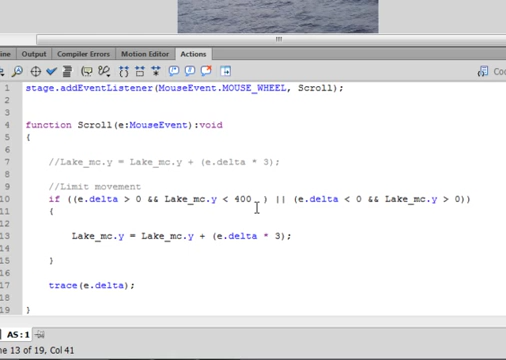 Output Compiler Errors Motion Editor Actions
1 stage.addEventListener(MouseEvent.MOUSE_WHEEL, Scroll);
2
3
4 function Scroll(e:MouseEvent):void
5 {
6
7 //Lake_mc.y = Lake_mc.y + (e.delta * 3);
8
9 //Limit movement
10 if ((e.delta > 0 && Lake_mc.y < 400 ) || (e.delta < 0 && Lake_mc.y > 0))
11 {
12
13 Lake_mc.y = Lake_mc.y + (e.delta * 3);
14
15 }
16
17 trace(e.delta);
18
19 }
AS:1
13 of 19, Col 41